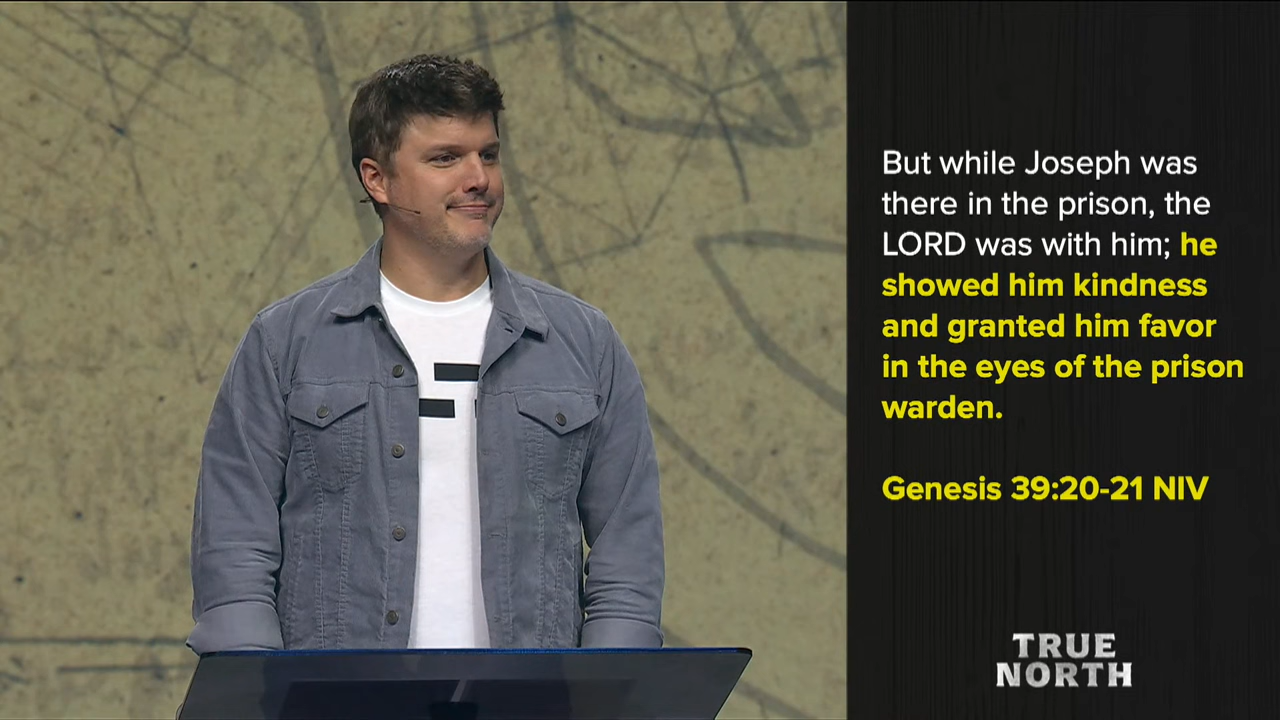 But while Joseph was
there in the prison, the
LORD was with him; he
showed him kindness
and granted him favor
in the eyes of the prison
warden.
Genesis 39:20-21 NIV
TRUE
NORTH